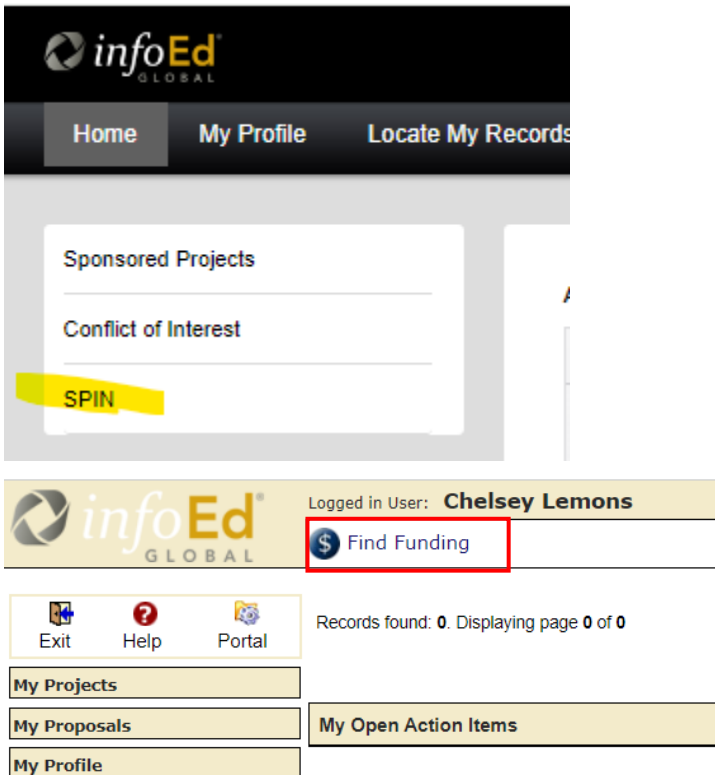 infoEd
GLOBAL
Home My Profile Locate My Records
Sponsored Projects
Conflict of Interest
SPIN
infoEd
GLOBAL
Logged in User: Chelsey Lemons
$ Find Funding
Exit Help Portal
Records found: 0. Displaying page 0 of 0
My Projects
My Proposals
My Open Action Items
My Profile